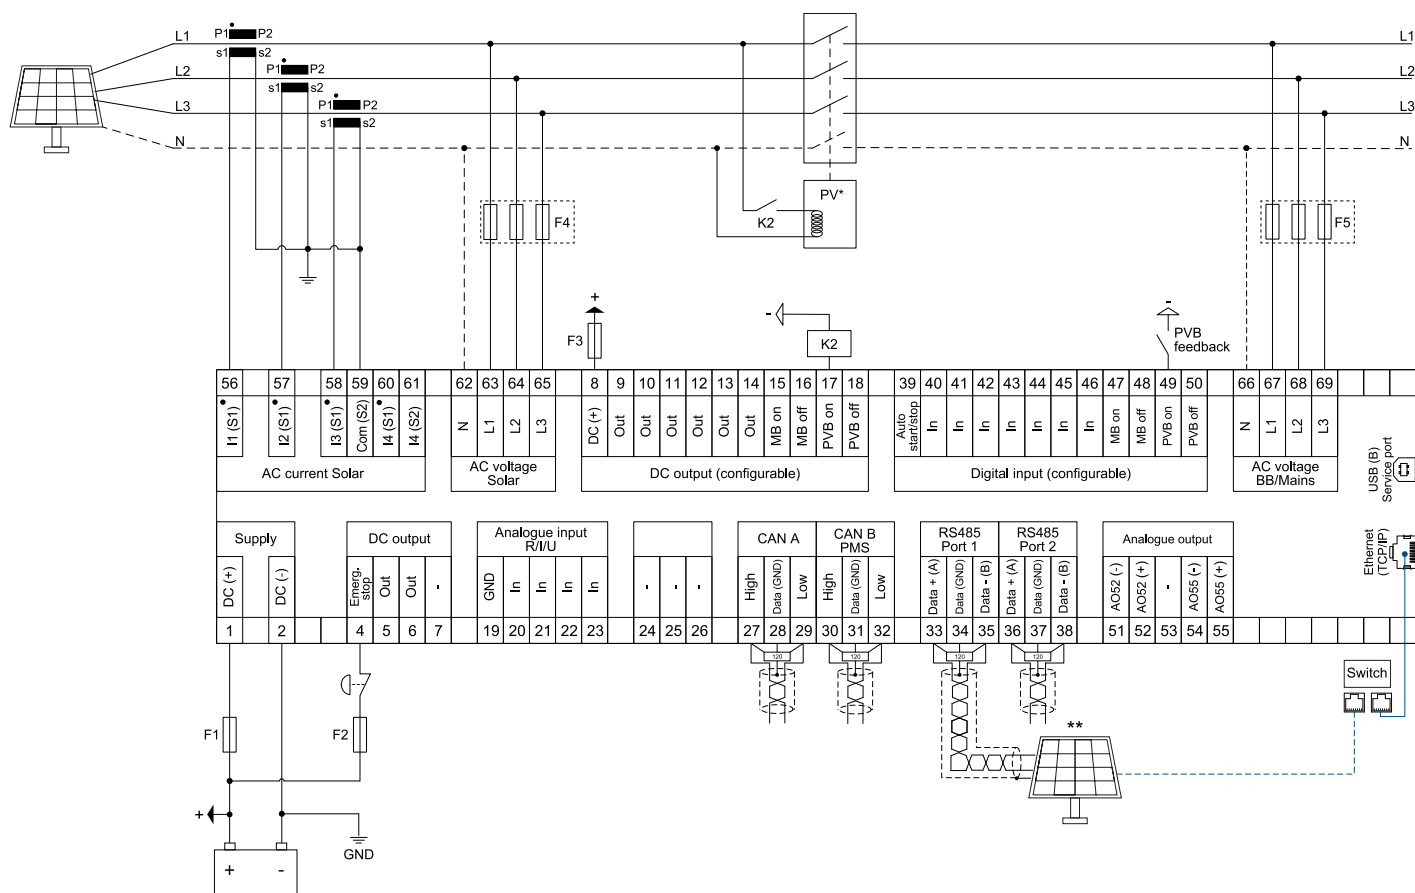 L1 P1 P2 L1
s1 s2
L2 P1 P2 L2
s1 s2
L3 P1 P2 L3
s1 s2
N N
PV*
F4 K2 F5
+ - -
F3 K2 PVB
feedback
56 57 58 59 60 61 62 63 64 65 8 9 10 11 12 13 14 15 16 17 18 39 40 41 42 43 44 45 46 47 48 49 50 66 67 68 69
I1 (S1)
I2 (S1)
I3 (S1)
Com (S2)
I4 (S1)
I4 (S2)
N
L1
L2
L3
DC (+)
Out
Out
Out
Out
Out
Out
MB on
MB off
PVB on
PVB off
Auto
start/stop
In
In
In
In
In
In
In
MB on
MB off
PVB on
PVB off
N
L1
L2
L3
AC current Solar
AC voltage
Solar
DC output (configurable)
Digital input (configurable)
AC voltage
BB/Mains
USB (B)
Service port
Ethernet
(TCP/IP)
Supply
DC output
Analogue input
R/I/U
CAN A
CAN B
PMS
RS485
Port 1
RS485
Port 2
Analogue output
DC (+)
DC (-)
Emerg.
stop
Out
Out
-
GND
In
In
In
In
-
-
-
High
Data (GND)
Low
High
Data (GND)
Low
Data + (A)
Data (GND)
Data - (B)
Data + (A)
Data (GND)
Data - (B)
AO52 (-)
AO52 (+)
-
AO55 (-)
AO55 (+)
1 2 4 5 6 7 19 20 21 22 23 24 25 26 27 28 29 30 31 32 33 34 35 36 37 38 51 52 53 54 55
120 120 120 120
Switch
F1 F2 **
+
GND
+ -